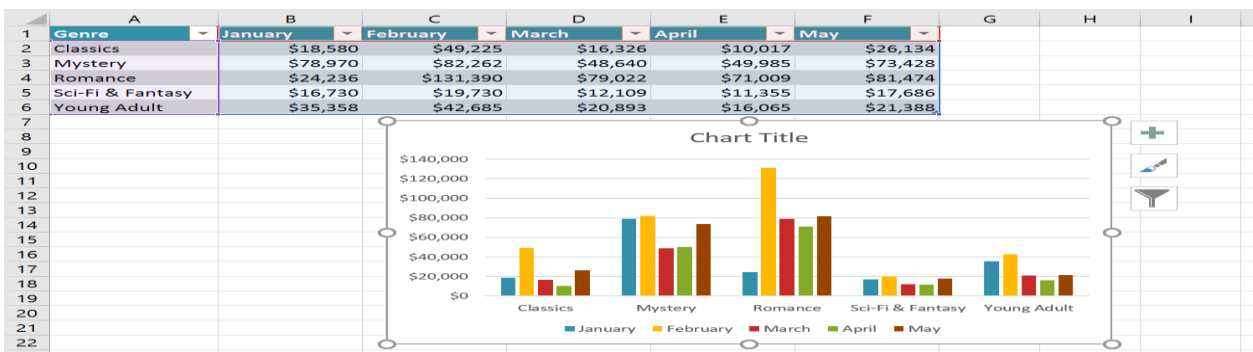 A B C D E F G H I
1 Genre January February March April May
2 Classics $18,580 $49,225 $16,326 $10,017 $26,134
3 Mystery $78,970 $82,262 $48,640 $49,985 $73,428
4 Romance $24,236 $131,390 $79,022 $71,009 $81,474
5 Sci-Fi & Fantasy $16,730 $19,730 $12,109 $11,355 $17,686
6 Young Adult $35,358 $42,685 $20,893 $16,065 $21,388
7
8
9
10
11
12
13
14
15
16
17
18
19
20
21
22
Chart Title
$140,000
$120,000
$100,000
$80,000
$60,000
$40,000
$20,000
$0
Classics Mystery Romance Sci-Fi & Fantasy Young Adult
January February March April May